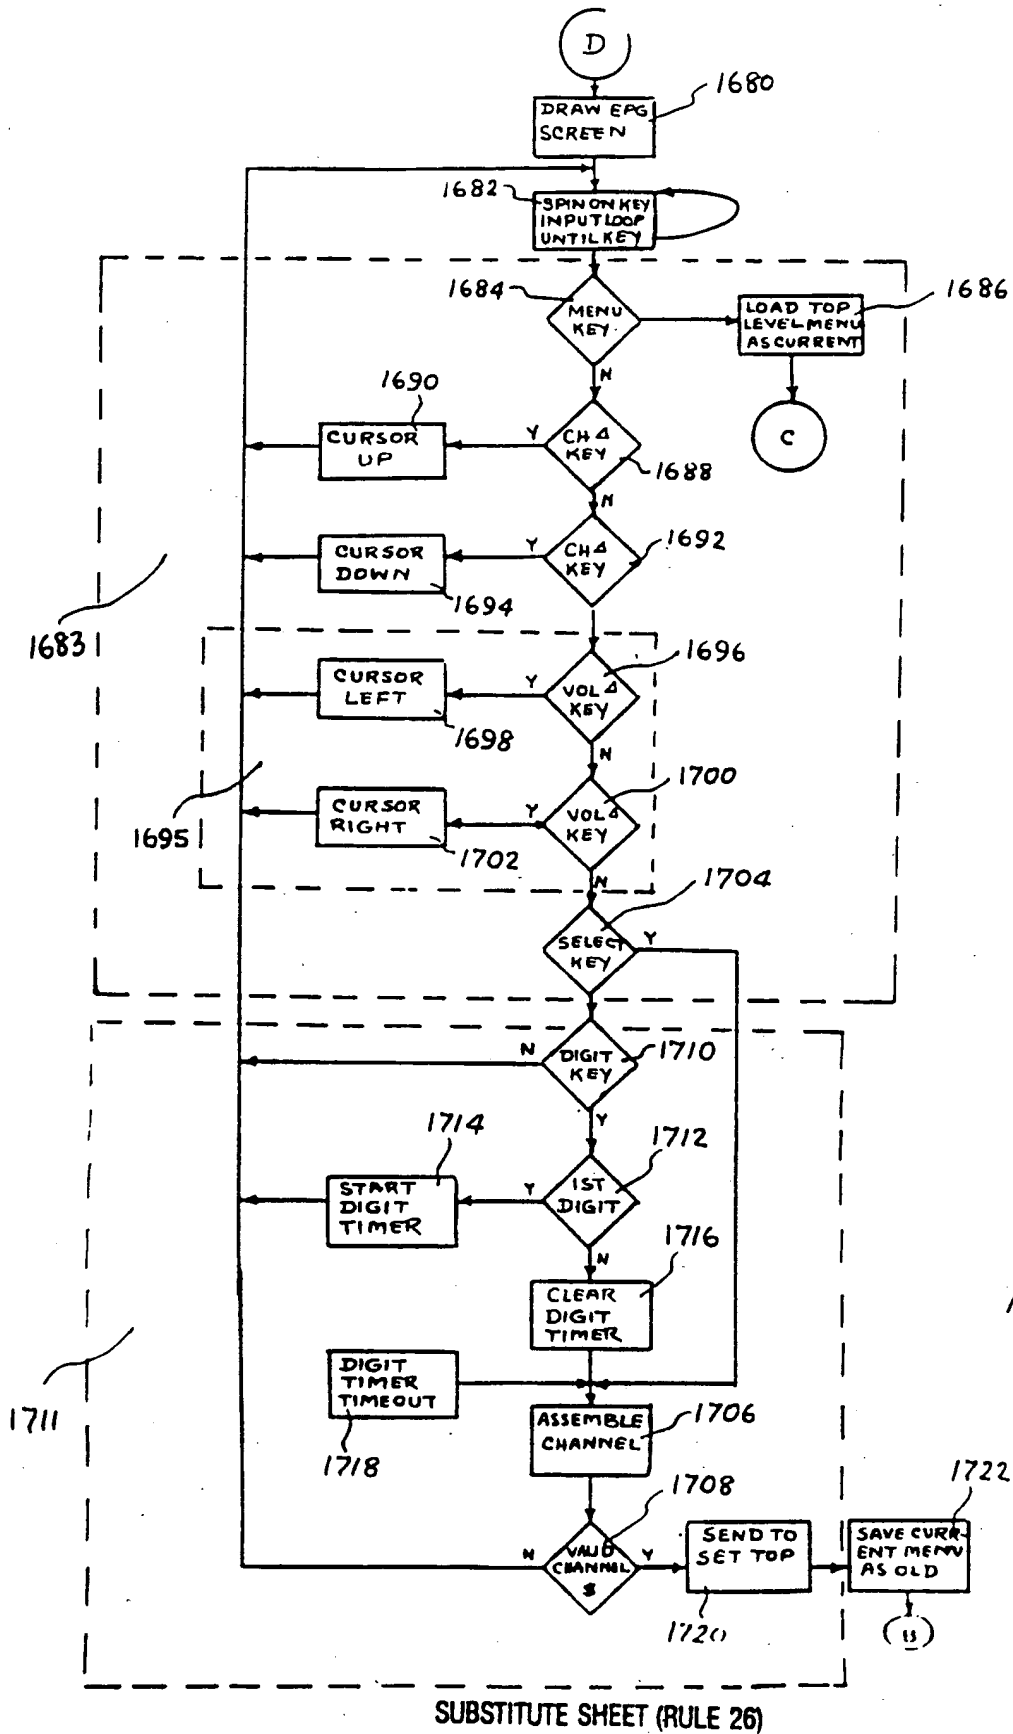 D
1680
DRAW EPG
SCREEN
1682
SPIN ON KEY
INPUT LOOP
UNTIL KEY
1684
MENU
KEY
LOAD TOP
LEVEL MENU
AS CURRENT
1686
N
C
1690
CURSOR
UP
Y
CH Δ
KEY
1688
N
CURSOR
DOWN
1694
Y
CH Δ
KEY
1692
1683
1696
CURSOR
LEFT
1698
Y
VOL Δ
KEY
N
1700
1695
CURSOR
RIGHT
1702
Y
VOL Δ
KEY
N
1704
SELECT
KEY
Y
N
DIGIT
KEY
1710
Y
1714
1712
START
DIGIT
TIMER
Y
1ST
DIGIT
N
1716
CLEAR
DIGIT
TIMER
DIGIT
TIMER
TIMEOUT
1718
1711
ASSEMBLE
CHANNEL
1706
1708
1722
N
VALID
CHANNEL
Y
SEND TO
SET TOP
1720
SAVE CURR-
ENT MENU
AS OLD
SUBSTITUTE SHEET (RULE 26)